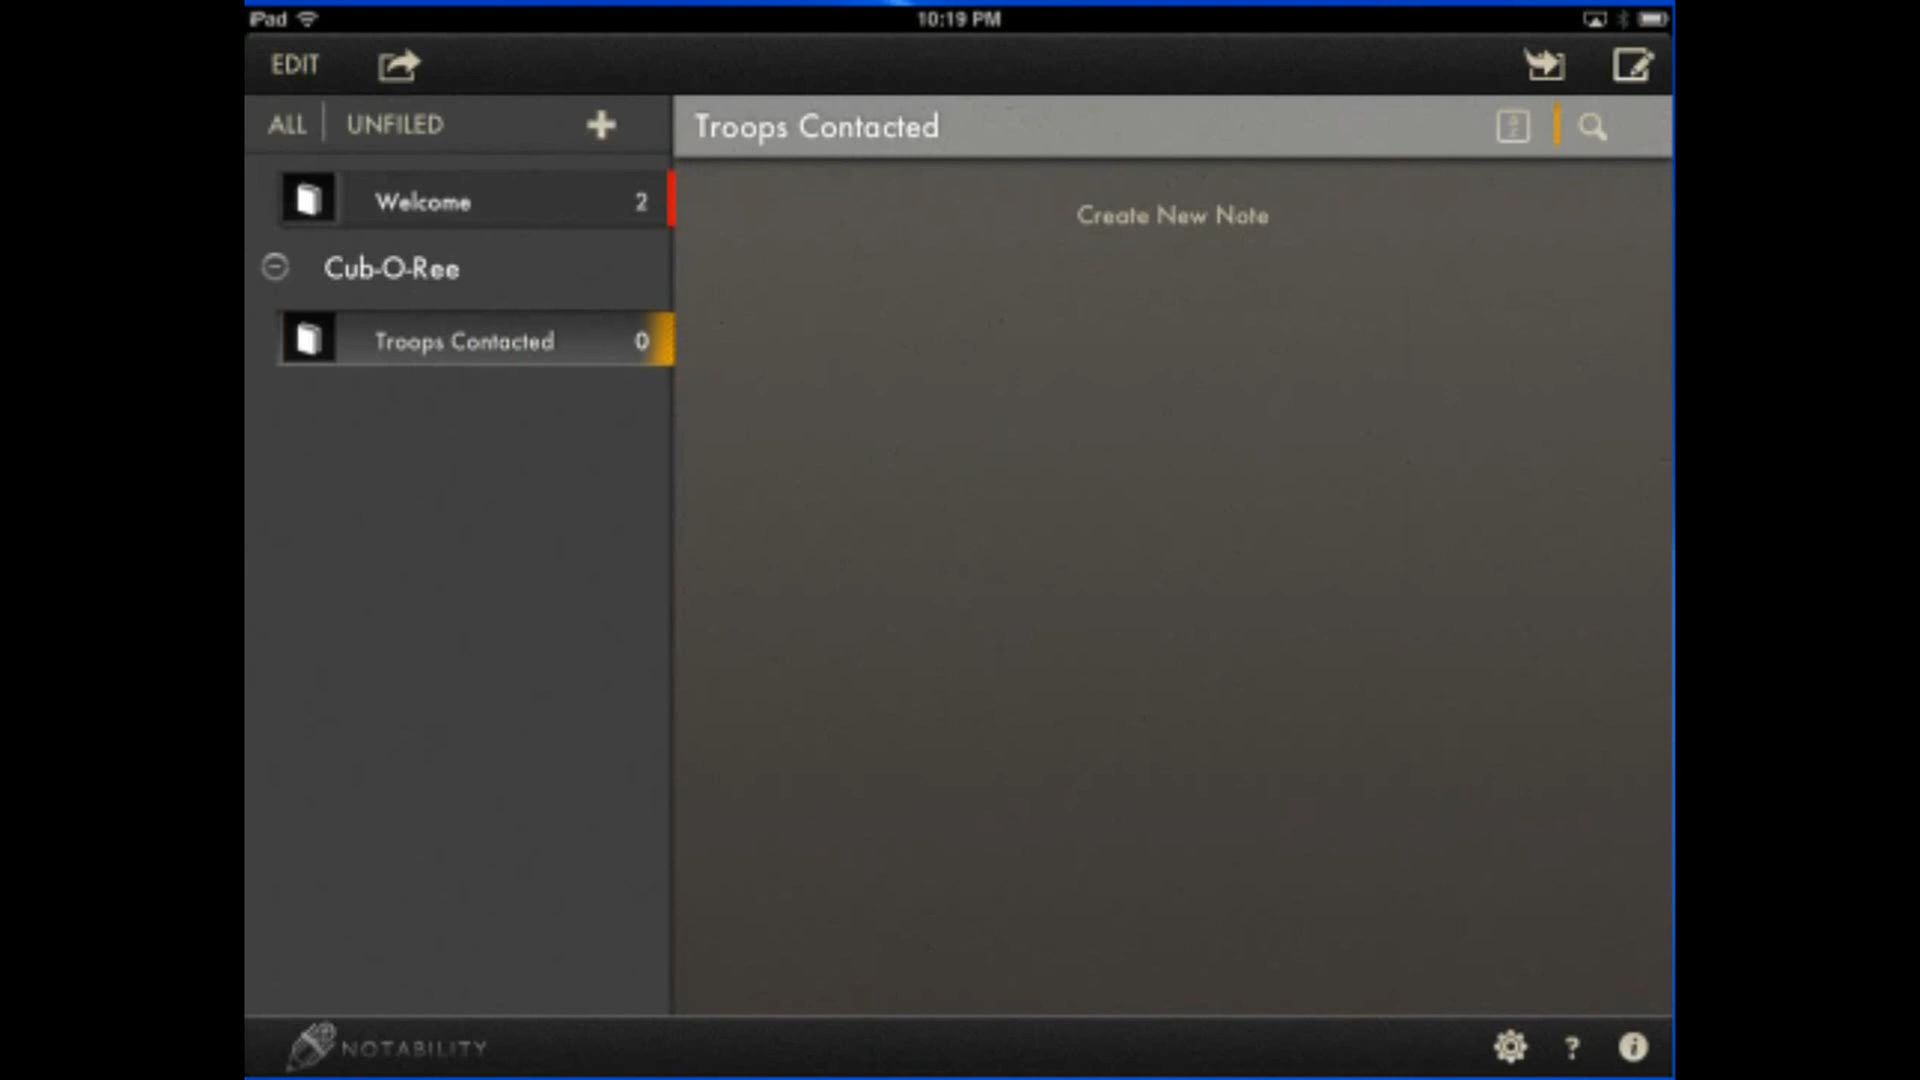 iPad
10:19 PM
EDIT
ALL UNFILED
Troops Contacted
Welcome 2
Create New Note
Cub-O-Ree
Troops Contacted 0
NOTABILITY
?